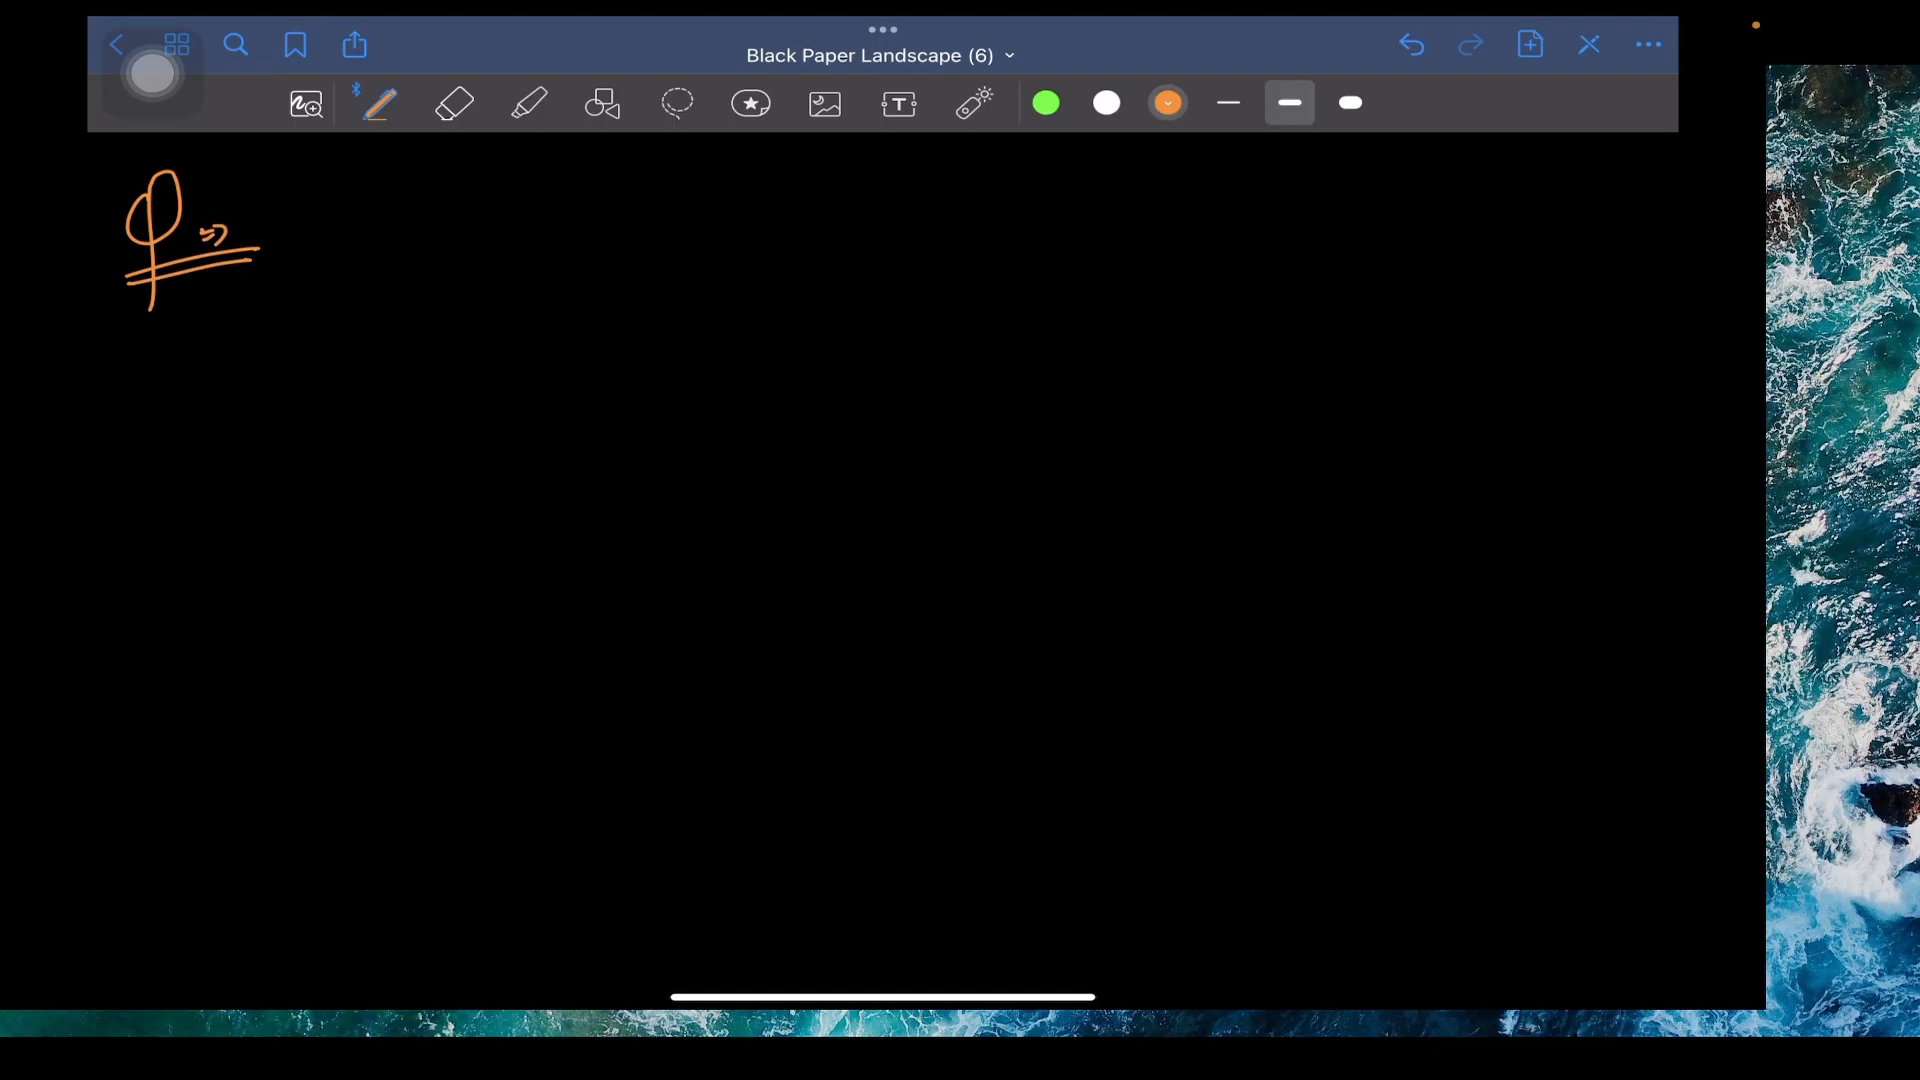 Black Paper Landscape (6)
φ ⇒